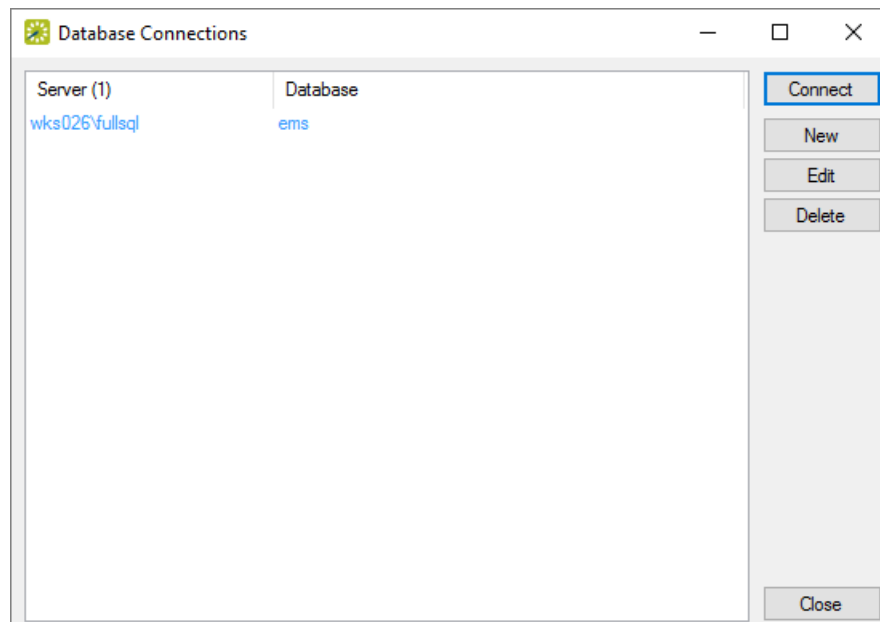 Database Connections
Server (1) Database
wks026\fullsql ems
Connect
New
Edit
Delete
Close